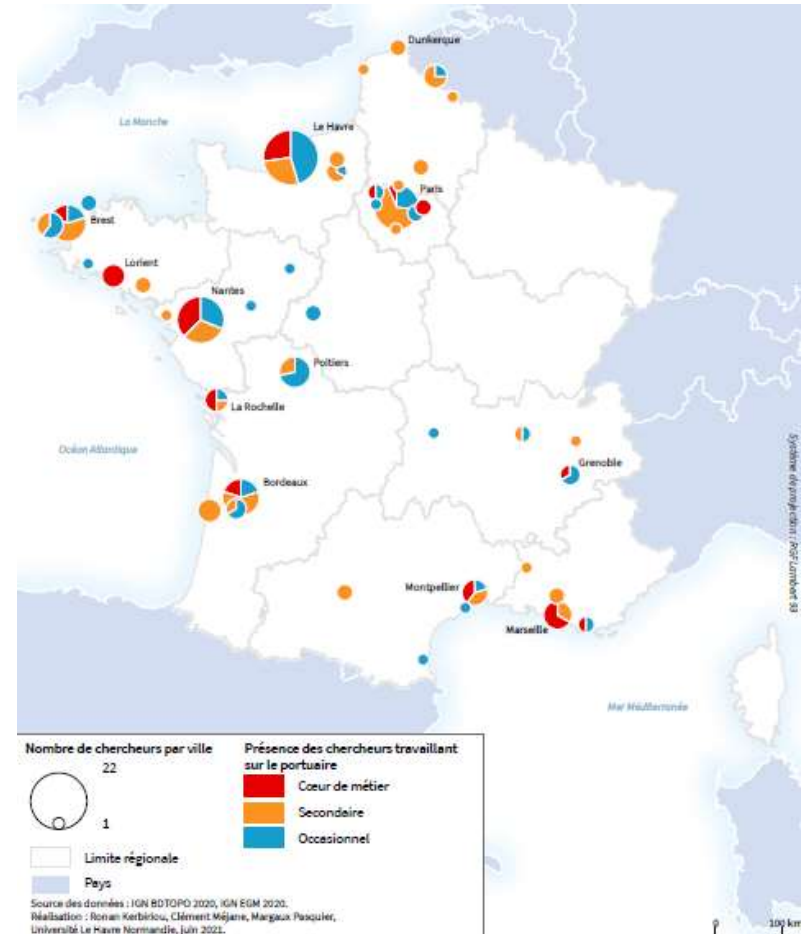 Dunkerque
La Manche
Le Havre
Paris
Brest
Lorient
Nantes
Poitiers
La Rochelle
Océan Atlantique
Grenoble
Bordeaux
Système de projection : RGF Lambert 93
Montpellier
Marseille
Mer Méditerranée
Nombre de chercheurs par ville
22
1
Limite régionale
Pays
Présence des chercheurs travaillant
sur le portuaire
Cœur de métier
Secondaire
Occasionnel
Source des données : IGN BDTOPO 2020, IGN EGM 2020.
Réalisation : Ronan Kerbiriou, Clément Méjane, Margaux Pasquier,
Université Le Havre Normandie, juin 2021.
0 100 km